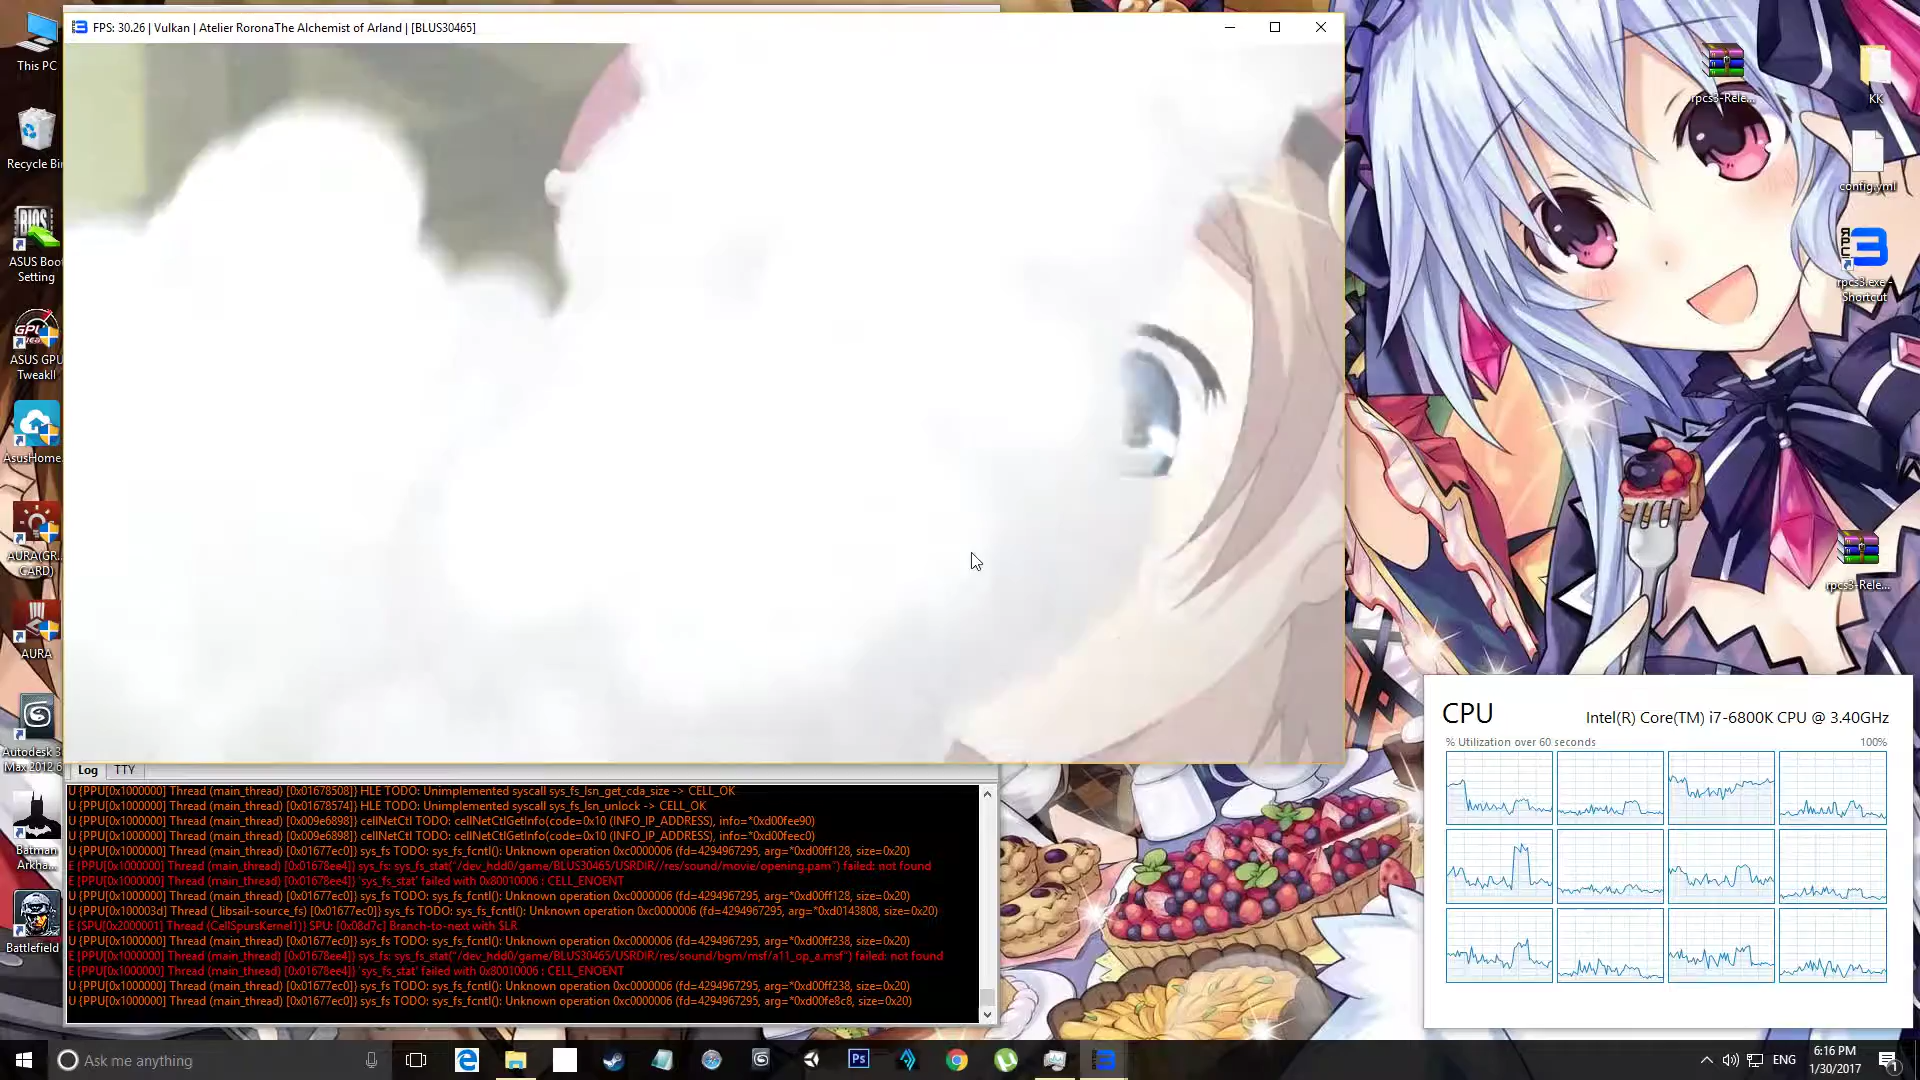 FPS: 30.26 | Vulkan | Atelier RoronaThe Alchemist of Arland | [BLUS30465]
This PC
Recycle Bin
BIOS
ASUS Boot
Setting
GPU
ASUS GPU
TweakII
AsusHome
AURA(GR...
CARD)
AURA
Autodesk 3
Max 2012 6
Batman
Arkha...
Battlefield
rpcs3-Rele...
KK
config.yml
rpcs3.exe -
Shortcut
rpcs3-Rele...
Log
TTY
U {PPU[0x1000000] Thread (main_thread) [0x01678508]} HLE TODO: Unimplemented syscall sys_fs_lsn_get_cda_size -> CELL_OK
U {PPU[0x1000000] Thread (main_thread) [0x01678574]} HLE TODO: Unimplemented syscall sys_fs_lsn_unlock -> CELL_OK
U {PPU[0x1000000] Thread (main_thread) [0x009e6898]} cellNetCtl TODO: cellNetCtlGetInfo(code=0x10 (INFO_IP_ADDRESS), info=*0xd00fee90)
U {PPU[0x1000000] Thread (main_thread) [0x009e6898]} cellNetCtl TODO: cellNetCtlGetInfo(code=0x10 (INFO_IP_ADDRESS), info=*0xd00feec0)
U {PPU[0x1000000] Thread (main_thread) [0x01677ec0]} sys_fs TODO: sys_fs_fcntl(): Unknown operation 0xc0000006 (fd=4294967295, arg=*0xd00ff128, size=0x20)
E {PPU[0x1000000] Thread (main_thread) [0x01678ee4]} sys_fs: sys_fs_stat("/dev_hdd0/game/BLUS30465/USRDIR//res/sound/movie/opening.pam") failed: not found
E {PPU[0x1000000] Thread (main_thread) [0x01678ee4]} 'sys_fs_stat' failed with 0x80010006 : CELL_ENOENT
U {PPU[0x1000000] Thread (main_thread) [0x01677ec0]} sys_fs TODO: sys_fs_fcntl(): Unknown operation 0xc0000006 (fd=4294967295, arg=*0xd00ff128, size=0x20)
U {PPU[0x100003d] Thread (_libsail-source_fs) [0x01677ec0]} sys_fs TODO: sys_fs_fcntl(): Unknown operation 0xc0000006 (fd=4294967295, arg=*0xd0143808, size=0x20)
E {SPU[0x2000001] Thread (CellSpursKernel1)} SPU: [0x08d7c] Branch-to-next with $LR
U {PPU[0x1000000] Thread (main_thread) [0x01677ec0]} sys_fs TODO: sys_fs_fcntl(): Unknown operation 0xc0000006 (fd=4294967295, arg=*0xd00ff238, size=0x20)
E {PPU[0x1000000] Thread (main_thread) [0x01678ee4]} sys_fs: sys_fs_stat("/dev_hdd0/game/BLUS30465/USRDIR/res/sound/bgm/msf/a11_op_a.msf") failed: not found
E {PPU[0x1000000] Thread (main_thread) [0x01678ee4]} 'sys_fs_stat' failed with 0x80010006 : CELL_ENOENT
U {PPU[0x1000000] Thread (main_thread) [0x01677ec0]} sys_fs TODO: sys_fs_fcntl(): Unknown operation 0xc0000006 (fd=4294967295, arg=*0xd00ff238, size=0x20)
U {PPU[0x1000000] Thread (main_thread) [0x01677ec0]} sys_fs TODO: sys_fs_fcntl(): Unknown operation 0xc0000006 (fd=4294967295, arg=*0xd00fe8c8, size=0x20)
CPU
Intel(R) Core(TM) i7-6800K CPU @ 3.40GHz
% Utilization over 60 seconds
100%
Ask me anything
Ps
ENG
6:16 PM
1/30/2017
1